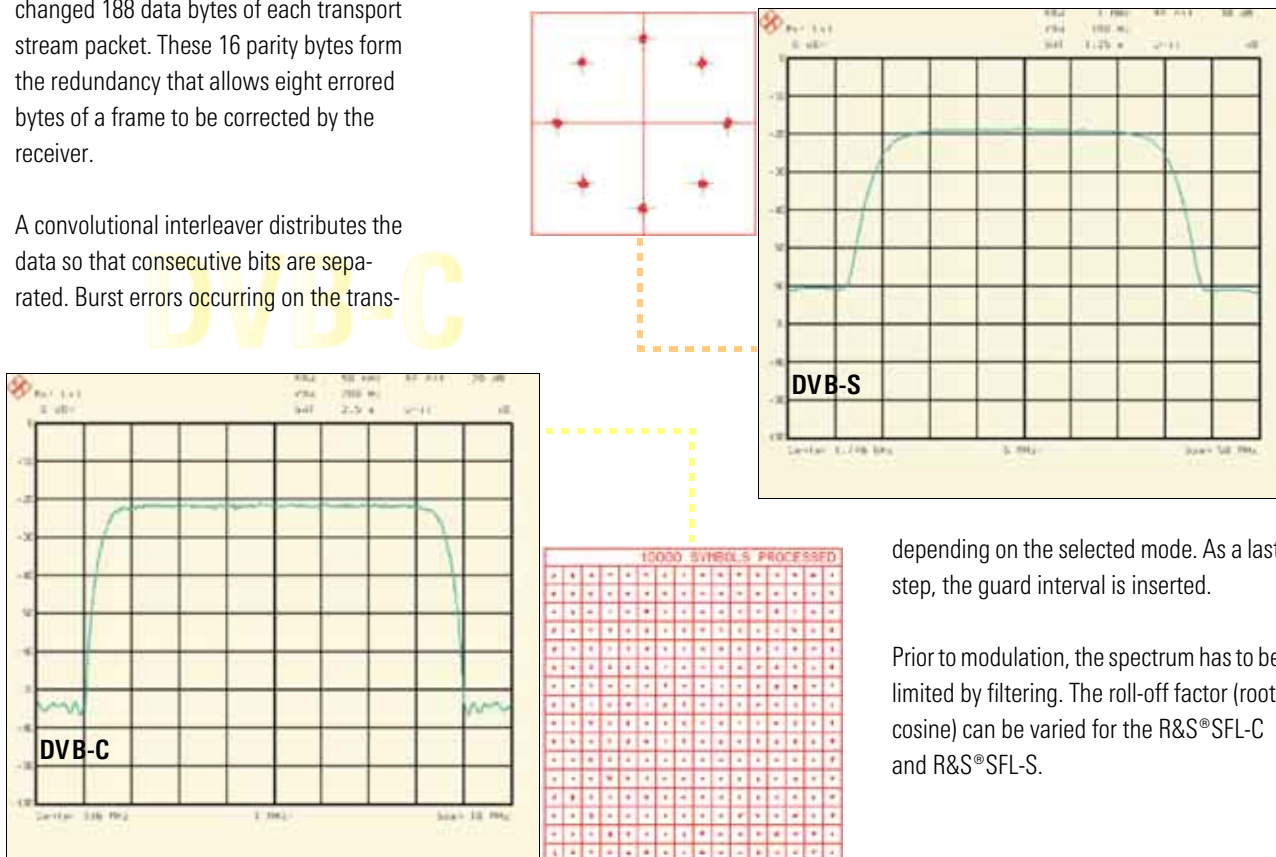 changed 188 data bytes of each transport
stream packet. These 16 parity bytes form
the redundancy that allows eight errored
bytes of a frame to be corrected by the
receiver.
A convolutional interleaver distributes the
data so that consecutive bits are sepa-
rated. Burst errors occurring on the trans-
DVB-C
DVB-S
DVB-C
10000 SYMBOLS PROCESSED
depending on the selected mode. As a last
step, the guard interval is inserted.
Prior to modulation, the spectrum has to be
limited by filtering. The roll-off factor (root
cosine) can be varied for the R&S®SFL-C
and R&S®SFL-S.